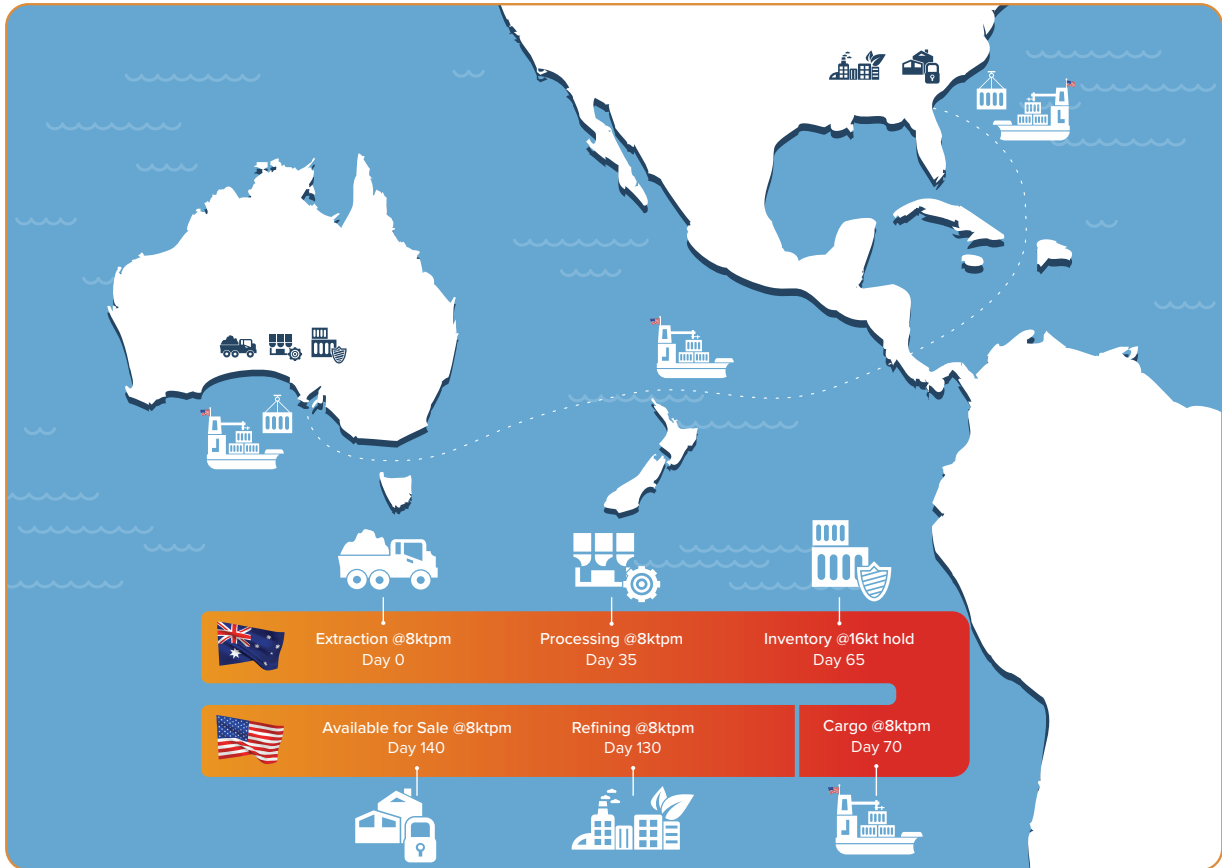 Extraction @8ktpm
Day 0
Processing @8ktpm
Day 35
Inventory @16kt hold
Day 65
Available for Sale @8ktpm
Day 140
Refining @8ktpm
Day 130
Cargo @8ktpm
Day 70